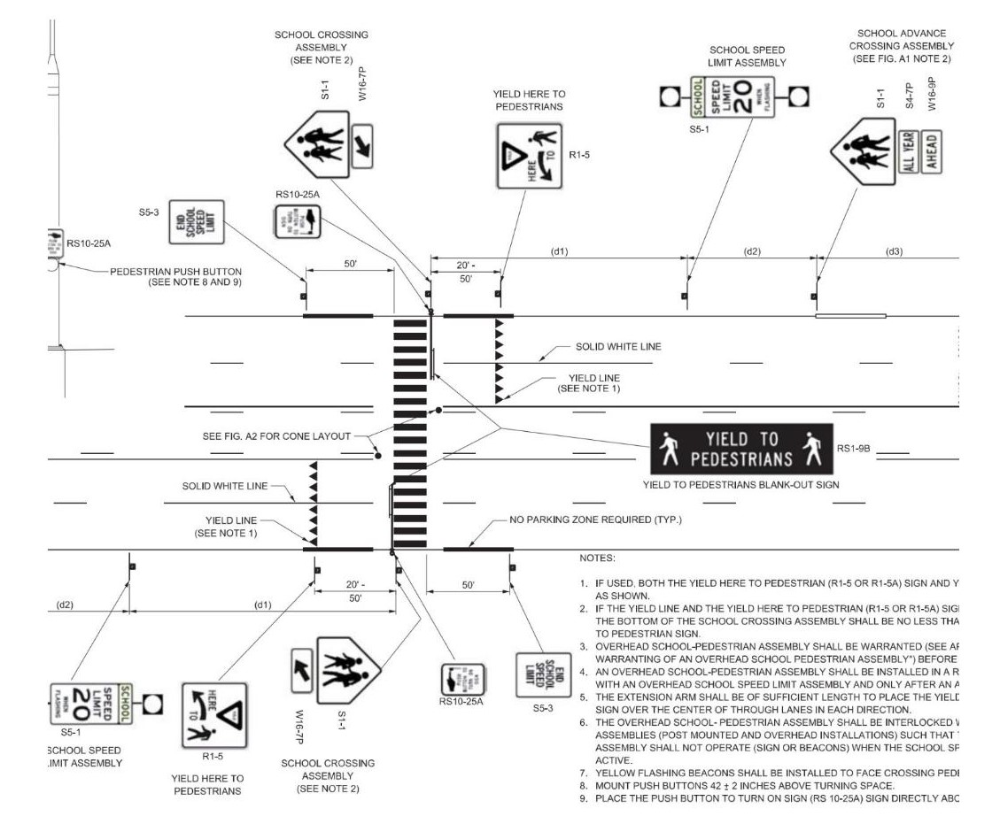 SCHOOL CROSSING
ASSEMBLY
(SEE NOTE 2)
S1-1
W16-7P
YIELD HERE TO
PEDESTRIANS
HERE
TO
R1-5
SCHOOL SPEED
LIMIT ASSEMBLY
SCHOOL
SPEED
LIMIT
20
WHEN
FLASHING
S5-1
SCHOOL ADVANCE
CROSSING ASSEMBLY
(SEE FIG. A1 NOTE 2)
S1-1
S4-7P
W16-9P
ALL YEAR
AHEAD
S5-3
END
SCHOOL
SPEED
LIMIT
RS10-25A
RS10-25A
PEDESTRIAN PUSH BUTTON
(SEE NOTE 8 AND 9)
50'
20' -
50'
(d1)
(d2)
(d3)
SOLID WHITE LINE
YIELD LINE
(SEE NOTE 1)
SEE FIG. A2 FOR CONE LAYOUT
YIELD TO
PEDESTRIANS
RS1-9B
YIELD TO PEDESTRIANS BLANK-OUT SIGN
SOLID WHITE LINE
YIELD LINE
(SEE NOTE 1)
NO PARKING ZONE REQUIRED (TYP.)
20' -
50'
50'
(d2)
(d1)
SCHOOL
SPEED
LIMIT
20
WHEN
FLASHING
S5-1
SCHOOL SPEED
IMIT ASSEMBLY
HERE
TO
R1-5
YIELD HERE TO
PEDESTRIANS
W16-7P
S1-1
SCHOOL CROSSING
ASSEMBLY
(SEE NOTE 2)
RS10-25A
END
SCHOOL
SPEED
LIMIT
S5-3
NOTES:
1. IF USED, BOTH THE YIELD HERE TO PEDESTRIAN (R1-5 OR R1-5A) SIGN AND Y
AS SHOWN.
2. IF THE YIELD LINE AND THE YIELD HERE TO PEDESTRIAN (R1-5 OR R1-5A) SIG
THE BOTTOM OF THE SCHOOL CROSSING ASSEMBLY SHALL BE NO LESS THA
TO PEDESTRIAN SIGN.
3. OVERHEAD SCHOOL-PEDESTRIAN ASSEMBLY SHALL BE WARRANTED (SEE AP
WARRANTING OF AN OVERHEAD SCHOOL PEDESTRIAN ASSEMBLY") BEFORE
4. AN OVERHEAD SCHOOL-PEDESTRIAN ASSEMBLY SHALL BE INSTALLED IN A R
WITH AN OVERHEAD SCHOOL SPEED LIMIT ASSEMBLY AND ONLY AFTER AN A
5. THE EXTENSION ARM SHALL BE OF SUFFICIENT LENGTH TO PLACE THE YIELD
SIGN OVER THE CENTER OF THROUGH LANES IN EACH DIRECTION.
6. THE OVERHEAD SCHOOL- PEDESTRIAN ASSEMBLY SHALL BE INTERLOCKED W
ASSEMBLIES (POST MOUNTED AND OVERHEAD INSTALLATIONS) SUCH THAT
ASSEMBLY SHALL NOT OPERATE (SIGN OR BEACONS) WHEN THE SCHOOL SP
ACTIVE.
7. YELLOW FLASHING BEACONS SHALL BE INSTALLED TO FACE CROSSING PEDE
8. MOUNT PUSH BUTTONS 42 ± 2 INCHES ABOVE TURNING SPACE.
9. PLACE THE PUSH BUTTON TO TURN ON SIGN (RS 10-25A) SIGN DIRECTLY ABO